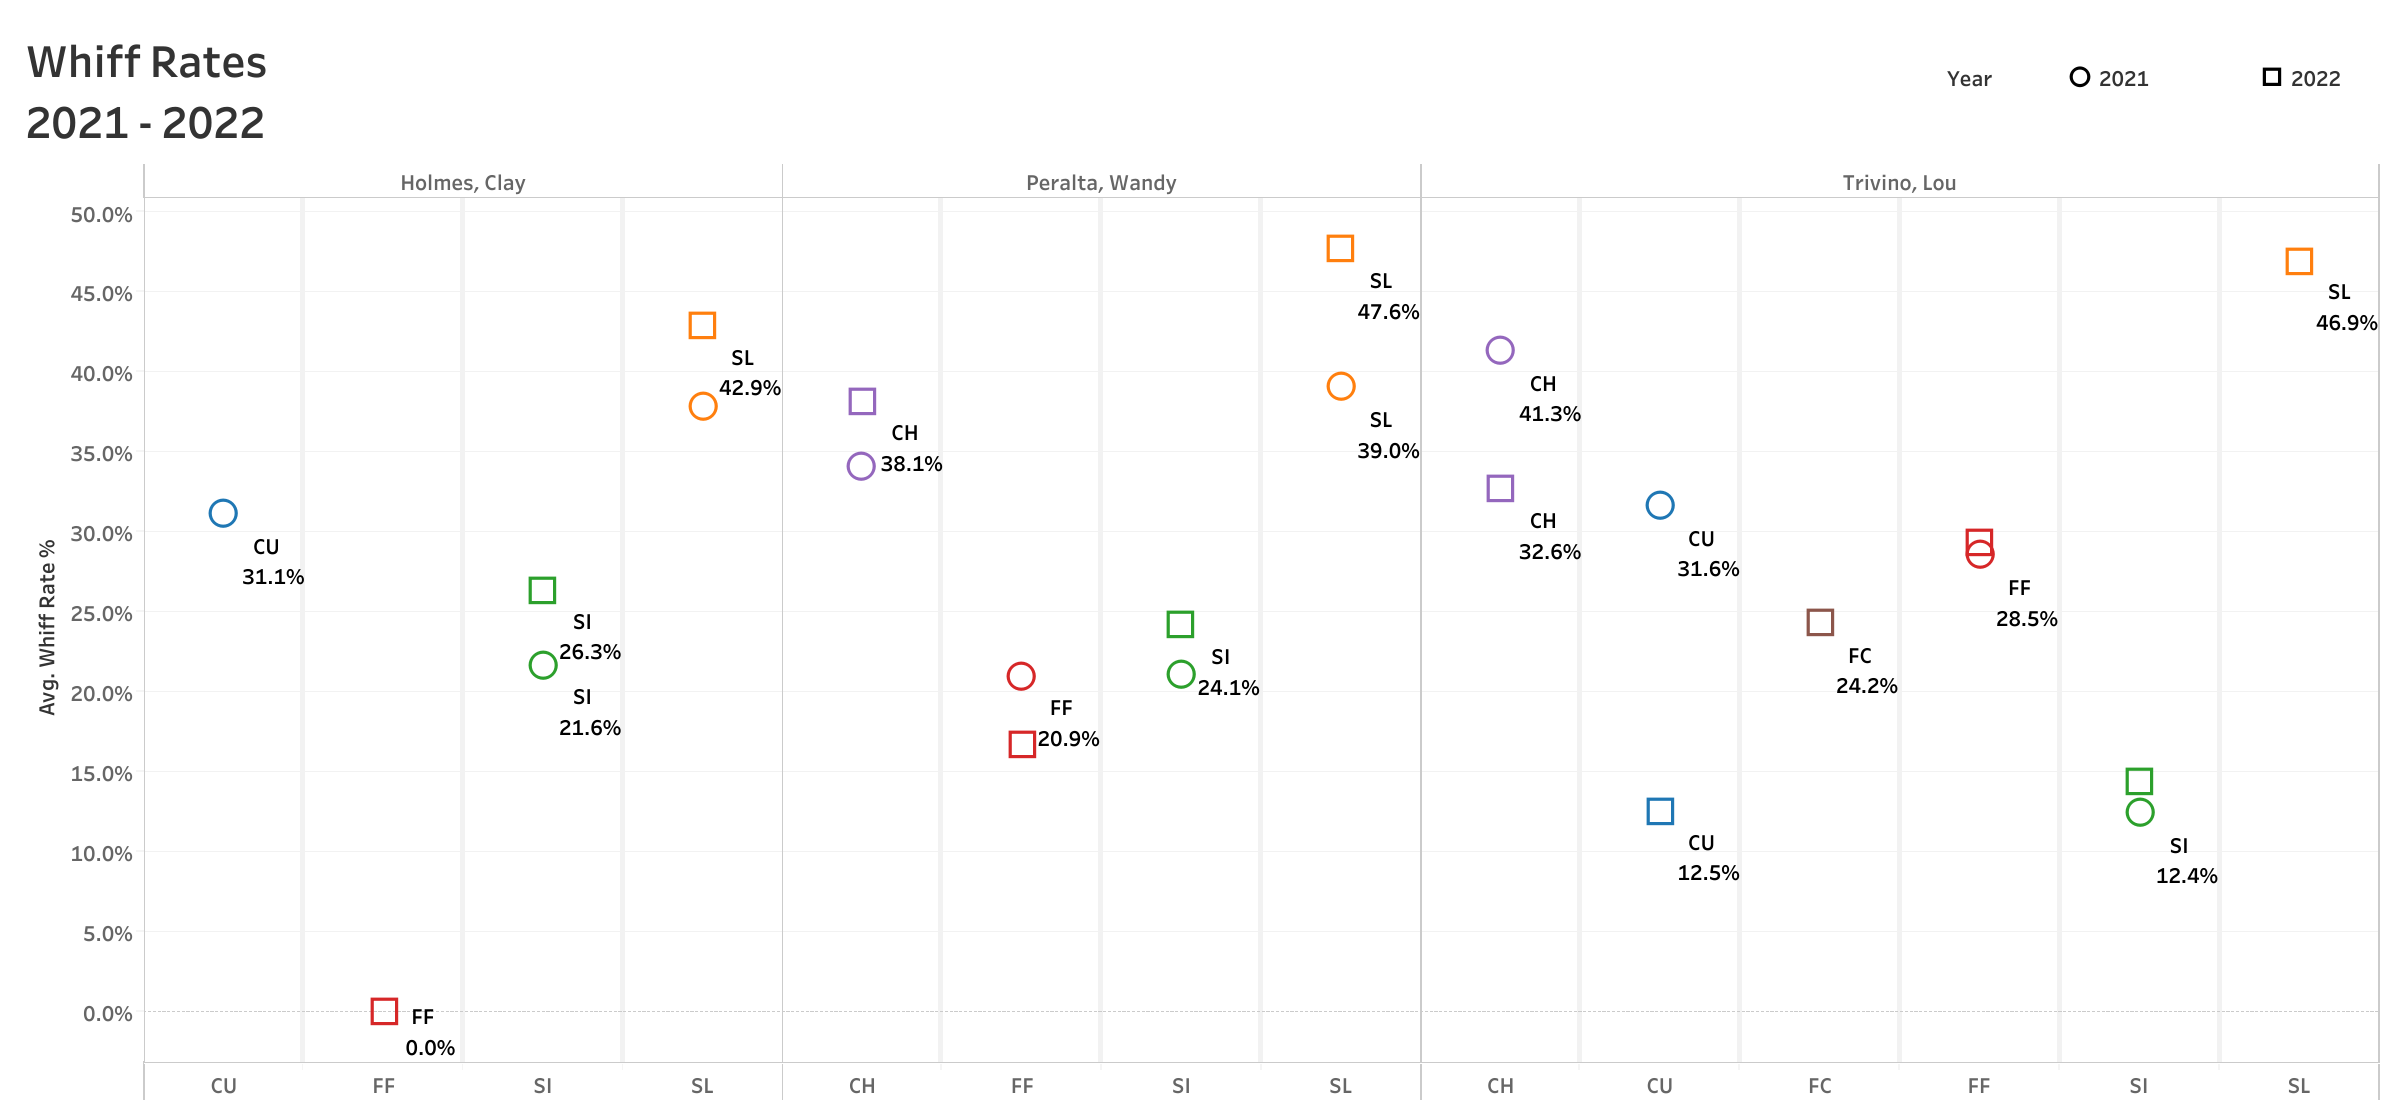 Whiff Rates
2021 - 2022
Year 2021 2022
Holmes, Clay Peralta, Wandy Trivino, Lou
Avg. Whiff Rate %
50.0%
45.0%
40.0%
35.0%
30.0%
25.0%
20.0%
15.0%
10.0%
5.0%
0.0%
CU
31.1%
FF
0.0%
SI
26.3%
SI
21.6%
SL
42.9%
CH
38.1%
FF
20.9%
SI
24.1%
SL
47.6%
SL
39.0%
CH
41.3%
CH
32.6%
CU
31.6%
CU
12.5%
FC
24.2%
FF
28.5%
SI
12.4%
SL
46.9%
CU FF SI SL CH FF SI SL CH CU FC FF SI SL